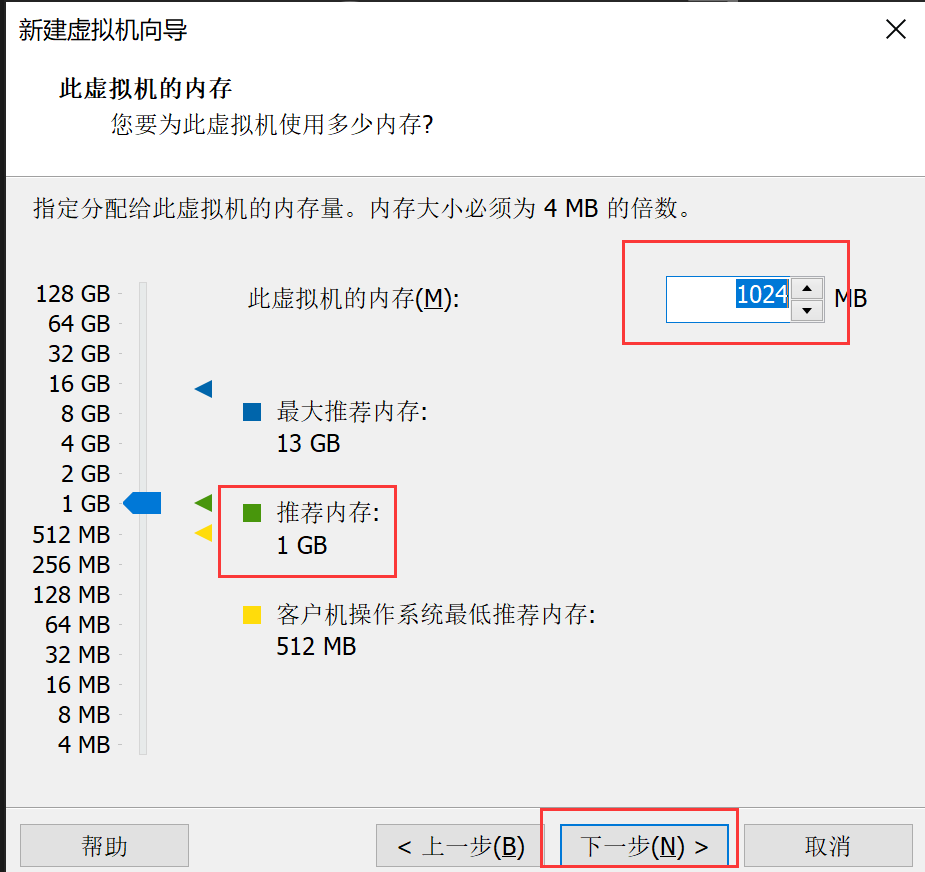 新建虚拟机向导
此虚拟机的内存
您要为此虚拟机使用多少内存?
指定分配给此虚拟机的内存量。内存大小必须为 4 MB 的倍数。
此虚拟机的内存(M): 1024 MB
128 GB
64 GB
32 GB
16 GB
8 GB
4 GB
2 GB
1 GB
512 MB
256 MB
128 MB
64 MB
32 MB
16 MB
8 MB
4 MB
最大推荐内存:
13 GB
推荐内存:
1 GB
客户机操作系统最低推荐内存:
512 MB
帮助 < 上一步(B) 下一步(N) > 取消